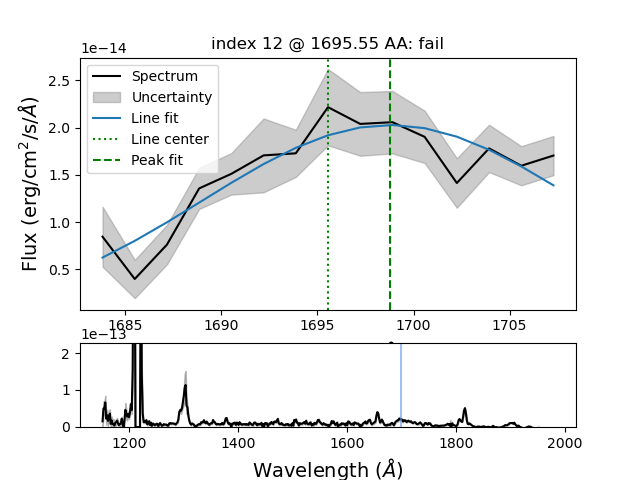 index 12 @ 1695.55 AA: fail
1e−14
Spectrum
Uncertainty
Line fit
Line center
Peak fit
2.5
2.0
1.5
1.0
0.5
Flux (erg/cm²/s/Å)
1685 1690 1695 1700 1705
1e−13
2
1
0
1200 1400 1600 1800 2000
Wavelength (Å)